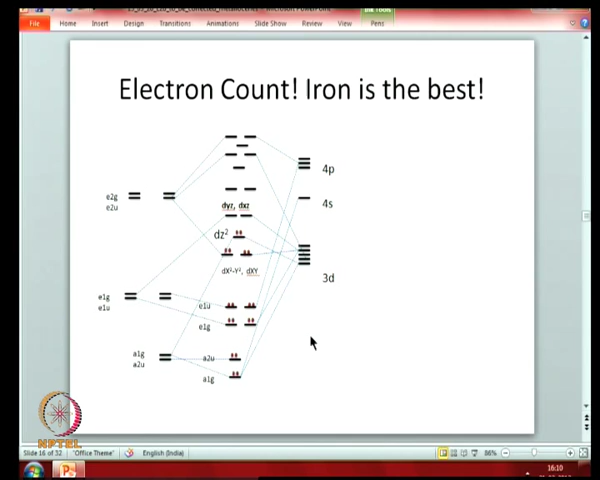 File Home Insert Design Transitions Animations Slide Show Review View Pens
Electron Count! Iron is the best!
4p
e2g
e2u
4s
dyz, dxz
dz²
dX²-Y², dXY
3d
e1g
e1u
e1u
e1g
a1g
a2u
a2u
a1g
NPTEL
Slide 16 of 32 "Office Theme" English (India) 86%
16:10